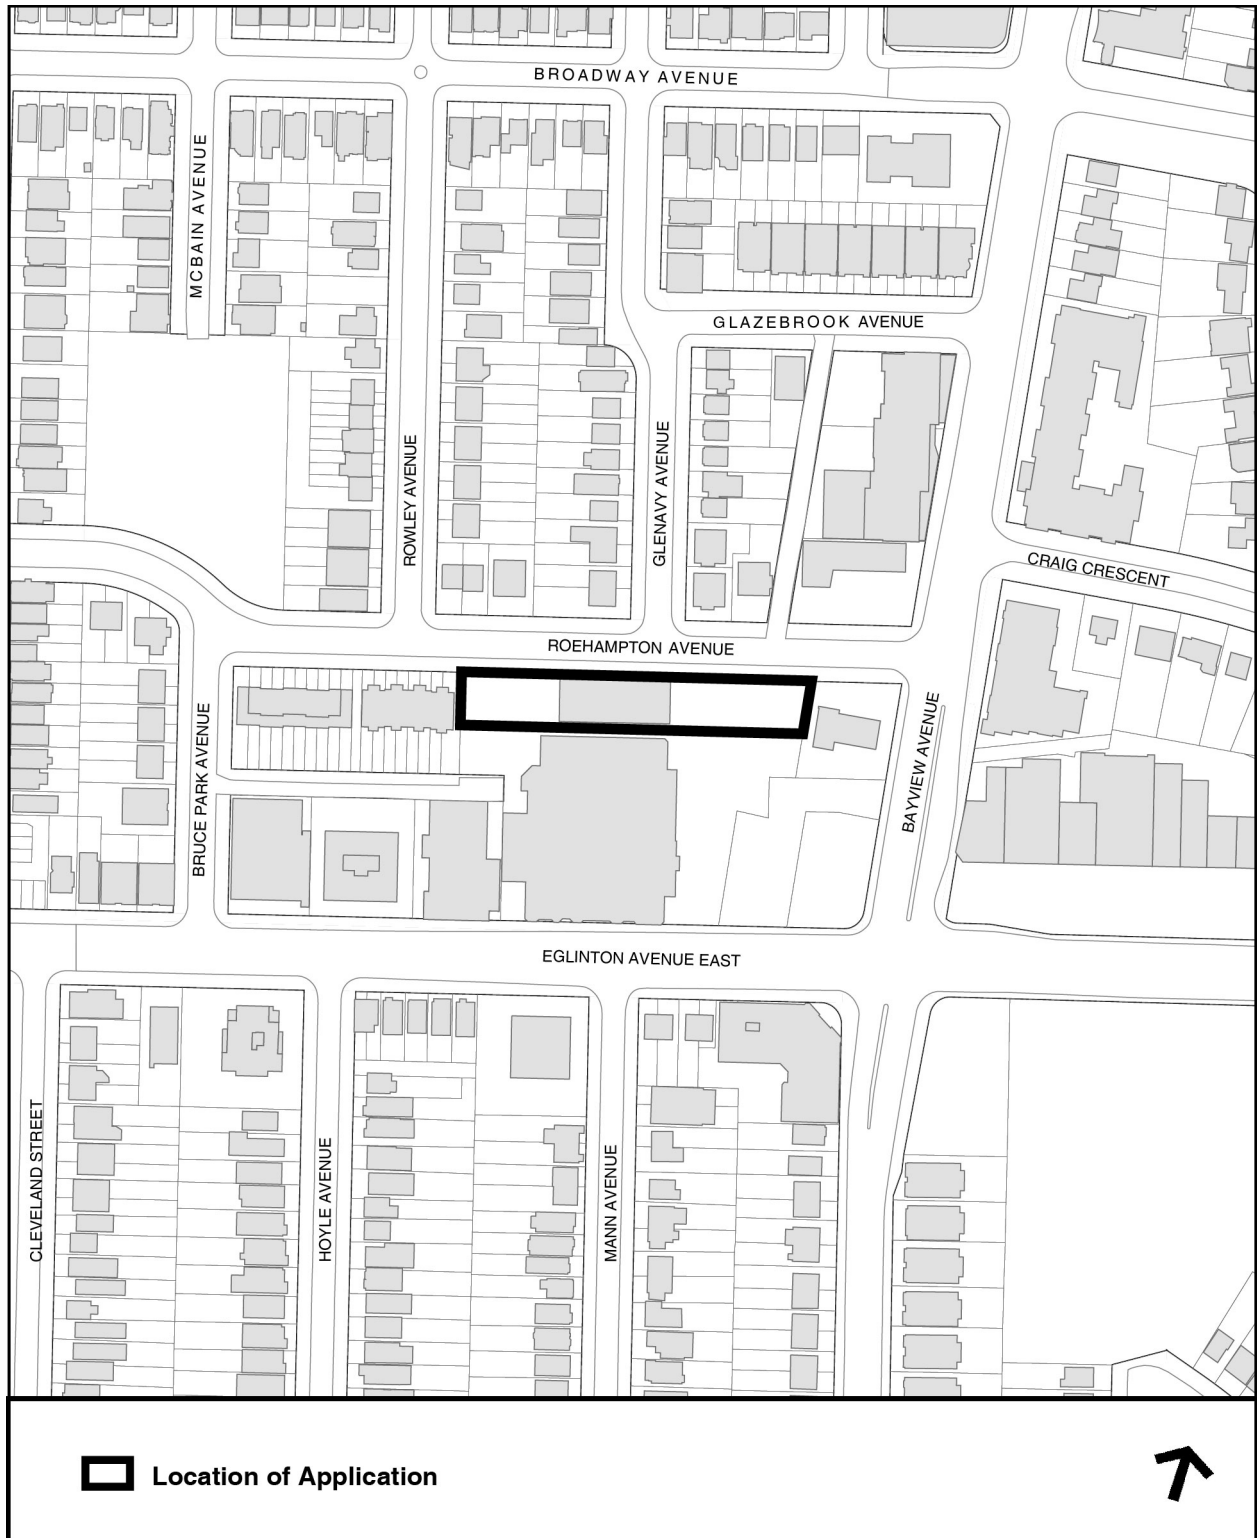 BROADWAY AVENUE
MCBAIN AVENUE
GLAZEBROOK AVENUE
ROWLEY AVENUE
GLENAVY AVENUE
CRAIG CRESCENT
ROEHAMPTON AVENUE
BRUCE PARK AVENUE
BAYVIEW AVENUE
EGLINTON AVENUE EAST
CLEVELAND STREET
HOYLE AVENUE
MANN AVENUE
Location of Application